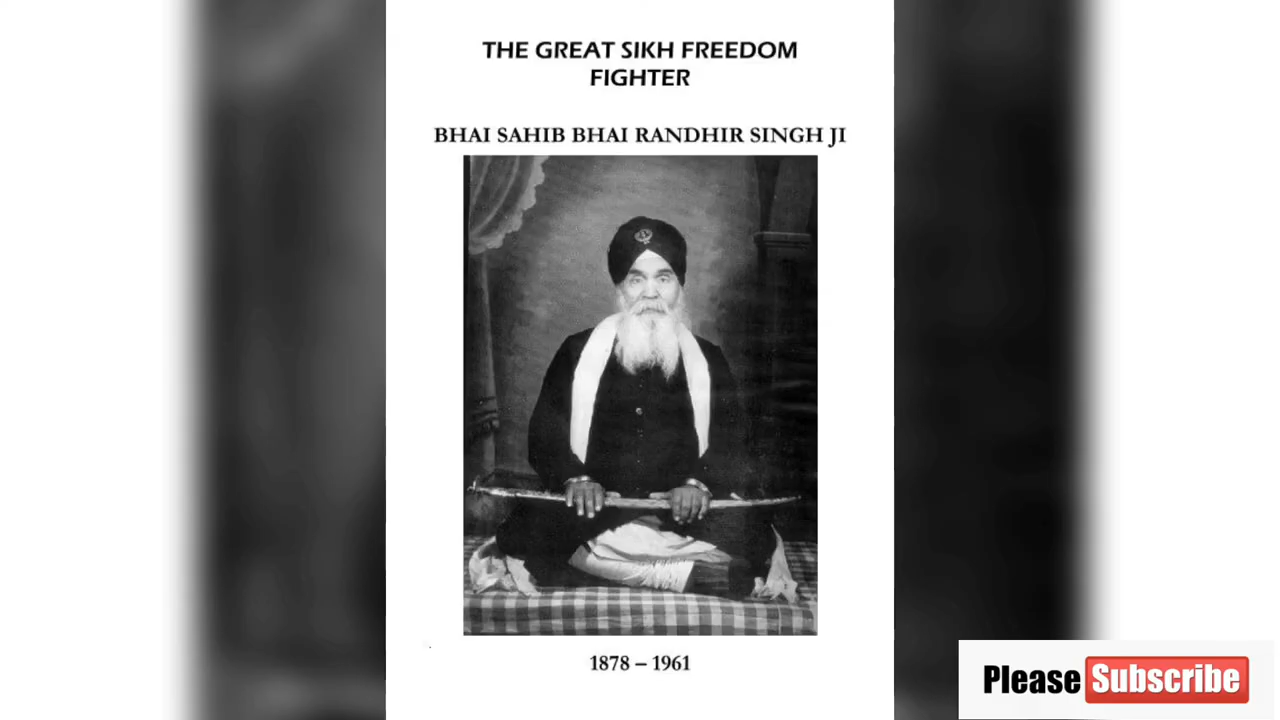 THE GREAT SIKH FREEDOM
FIGHTER
BHAI SAHIB BHAI RANDHIR SINGH JI
1878 – 1961
Please Subscribe